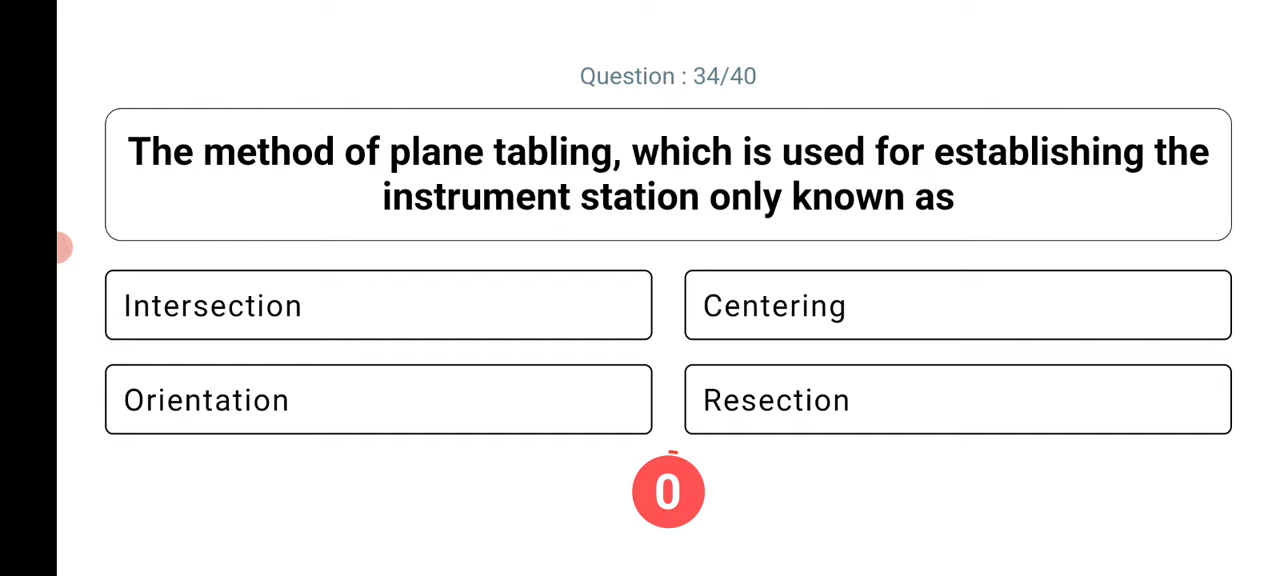 Question : 34/40
The method of plane tabling, which is used for establishing the
instrument station only known as
Intersection
Centering
Orientation
Resection
0